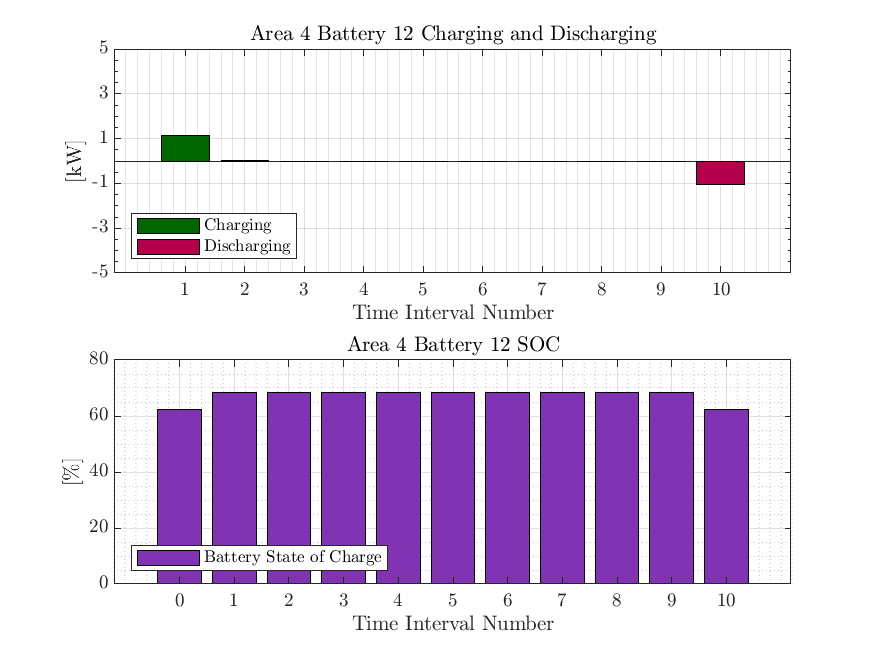 Area 4 Battery 12 Charging and Discharging
5
3
1
-1
-3
-5
[kW]
Charging
Discharging
1 2 3 4 5 6 7 8 9 10
Time Interval Number
Area 4 Battery 12 SOC
80
60
40
20
0
[%]
Battery State of Charge
0 1 2 3 4 5 6 7 8 9 10
Time Interval Number